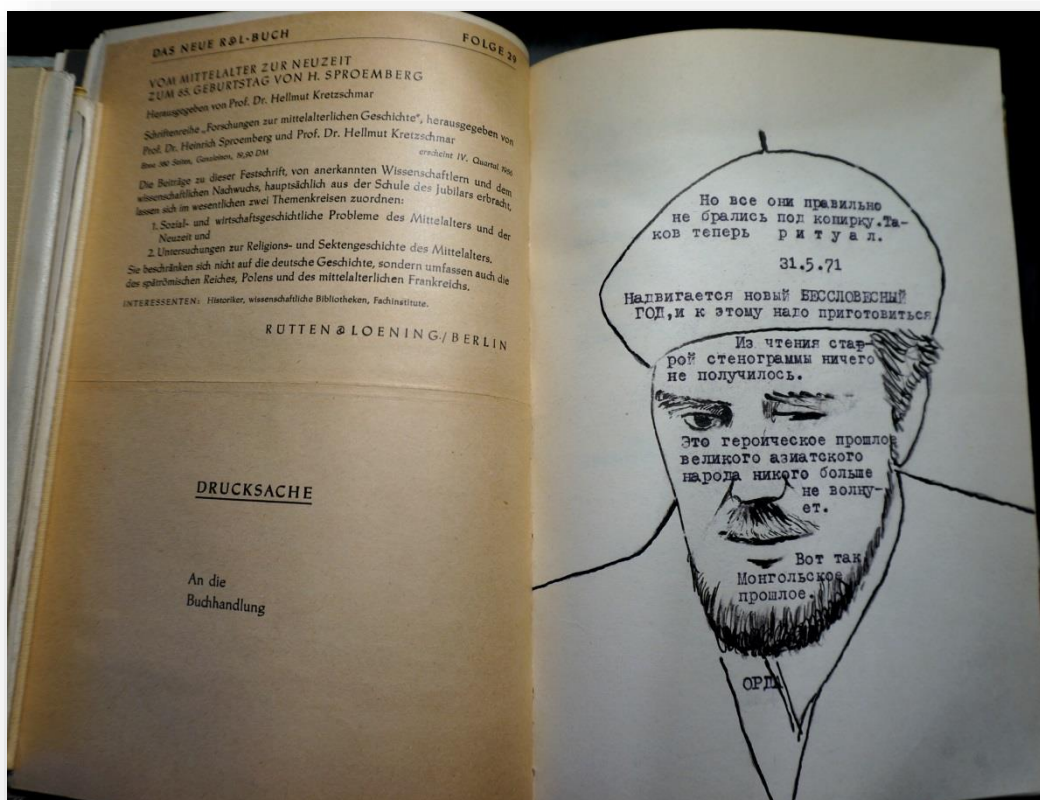 DAS NEUE R&L-BUCH
FOLGE 29
VOM MITTELALTER ZUR NEUZEIT
ZUM 65. GEBURTSTAG VON H. SPROEMBERG
Herausgegeben von Prof. Dr. Hellmut Kretzschmar
Schriftenreihe „Forschungen zur mittelalterlichen Geschichte“, herausgegeben von
Prof. Dr. Heinrich Sproemberg und Prof. Dr. Hellmut Kretzschmar
380 Seiten, Ganzleinen, DM
erscheint IV. Quartal 1956
Die Beiträge zu dieser Festschrift, von anerkannten Wissenschaftlern und dem
wissenschaftlichen Nachwuchs, hauptsächlich aus der Schule des Jubilars erbracht,
lassen sich im wesentlichen zwei Themenkreisen zuordnen:
1. Sozial- und wirtschaftsgeschichtliche Probleme des Mittelalters und der
Neuzeit und
2. Untersuchungen zur Religions- und Sektengeschichte des Mittelalters.
Sie beschränken sich nicht auf die deutsche Geschichte, sondern umfassen auch die
des spätrömischen Reiches, Polens und des mittelalterlichen Frankreichs.
INTERESSENTEN: Historiker, wissenschaftliche Bibliotheken, Fachinstitute.
RÜTTEN & LOENING / BERLIN
DRUCKSACHE
An die
Buchhandlung
Но все они правильно
не брались под копирку.Та-
ков теперь р и т у а л.
31.5.71
Надвигается новый БЕССЛОВЕСНЫЙ
ГОД,и к этому надо приготовиться
Из чтения стар-
рой стенограммы ничего
не получилось.
Это героическое прошлое
великого азиатского
народа никого больше
не волну-
ет.
Вот так
Монгольское
прошлое.
ОРДА